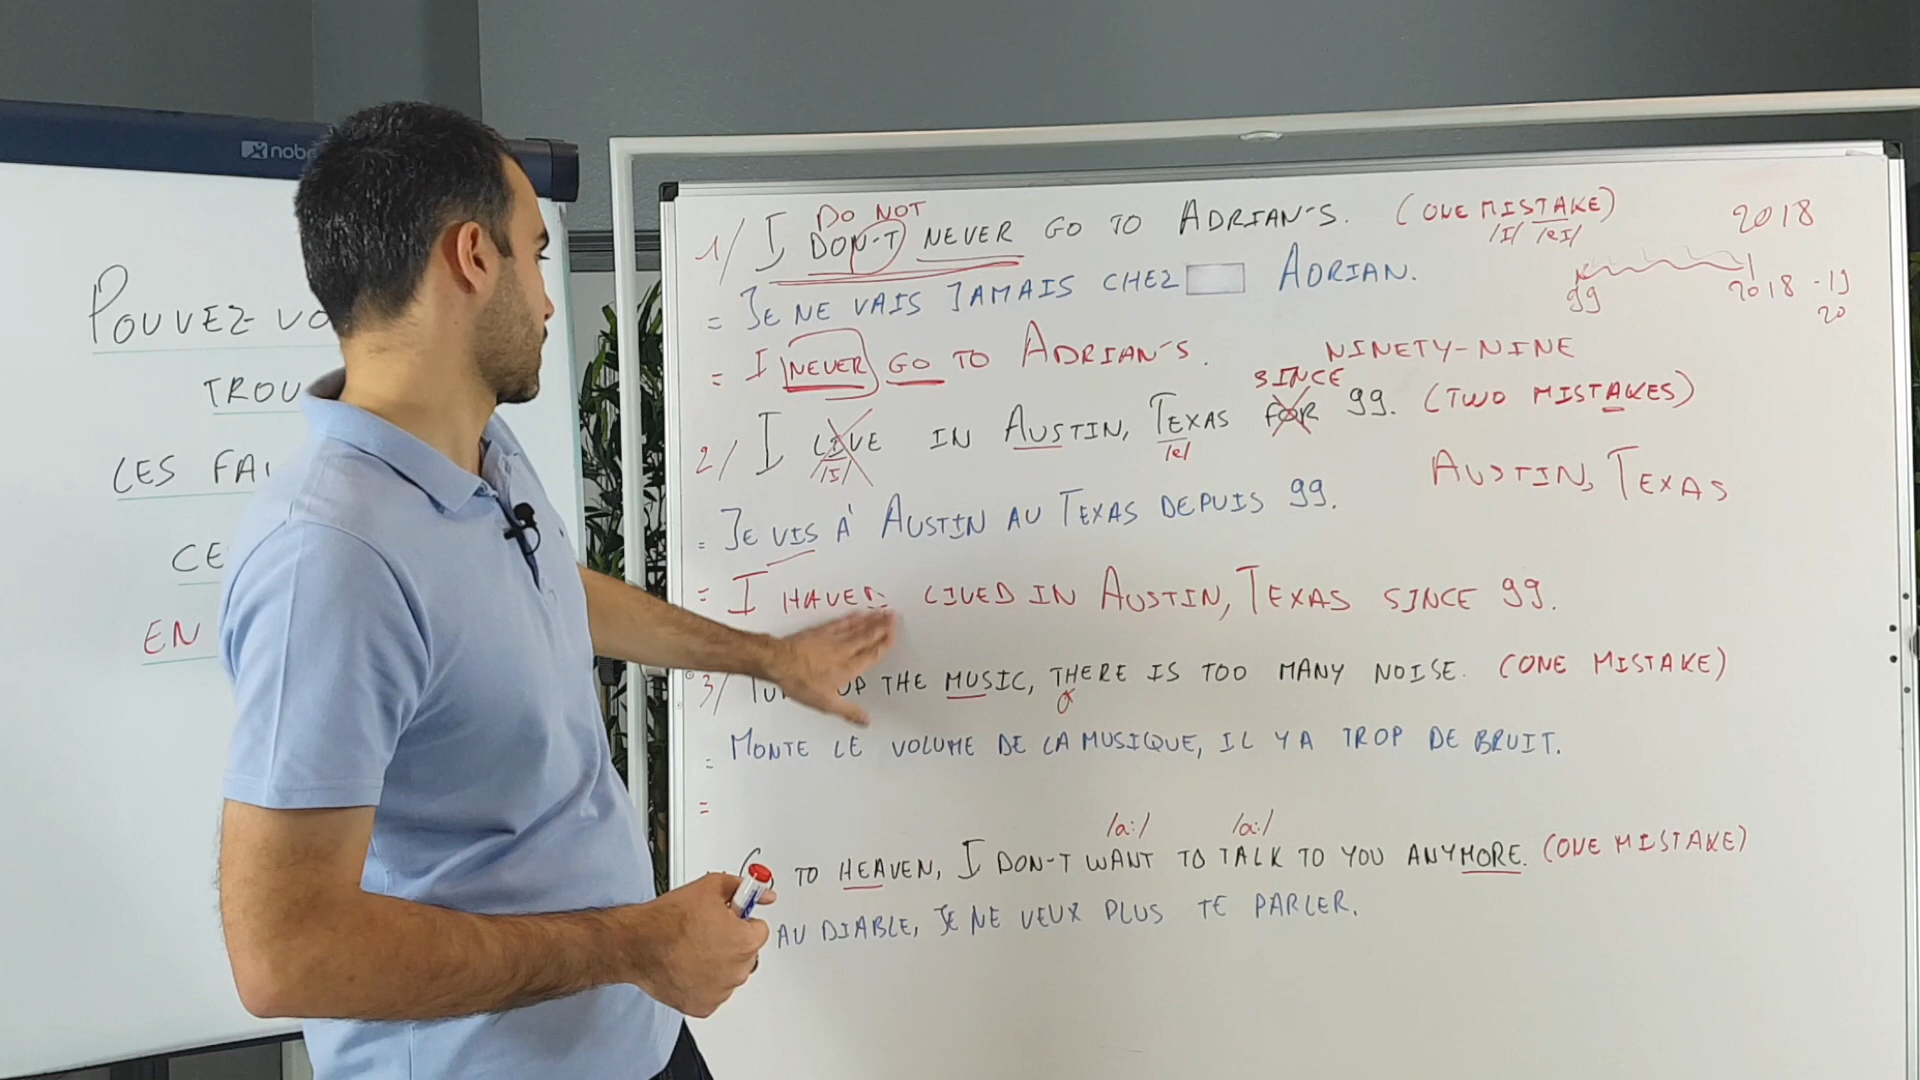 nobo
POUVEZ VO
TROU
LES FAI
CE
EN
DO NOT
1/ I DON'T NEVER GO TO ADRIAN'S. (ONE MISTAKE)
/I/ /eI/
2018
= JE NE VAIS JAMAIS CHEZ ADRIAN.
99 2018 - 19
20
= I NEVER GO TO ADRIAN'S.
SINCE NINETY-NINE
2/ I LIVE IN AUSTIN, TEXAS FOR 99. (TWO MISTAKES)
/I/ /e/
AUSTIN, TEXAS
= JE VIS À AUSTIN AU TEXAS DEPUIS 99.
= I HAVE LIVED IN AUSTIN, TEXAS SINCE 99.
3/ UP THE MUSIC, THERE IS TOO MANY NOISE. (ONE MISTAKE)
= MONTE LE VOLUME DE LA MUSIQUE, IL Y A TROP DE BRUIT.
=
/a:/ /a:/
TO HEAVEN, I DON'T WANT TO TALK TO YOU ANYMORE. (ONE MISTAKE)
AU DIABLE, JE NE VEUX PLUS TE PARLER.